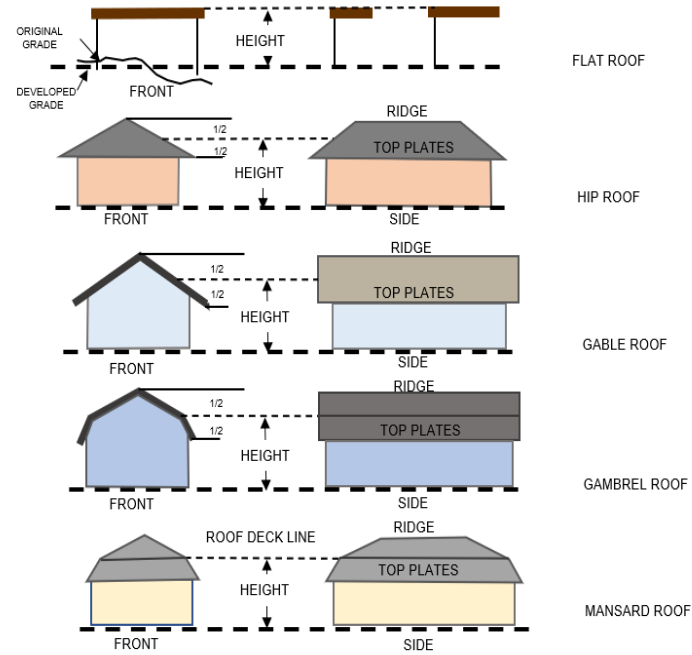 ORIGINAL
GRADE
HEIGHT
FLAT ROOF
DEVELOPED
GRADE
FRONT
RIDGE
1/2
TOP PLATES
1/2
HEIGHT
HIP ROOF
FRONT
SIDE
RIDGE
1/2
TOP PLATES
1/2
HEIGHT
GABLE ROOF
FRONT
SIDE
RIDGE
1/2
TOP PLATES
1/2
HEIGHT
GAMBREL ROOF
FRONT
SIDE
ROOF DECK LINE
RIDGE
TOP PLATES
HEIGHT
MANSARD ROOF
FRONT
SIDE